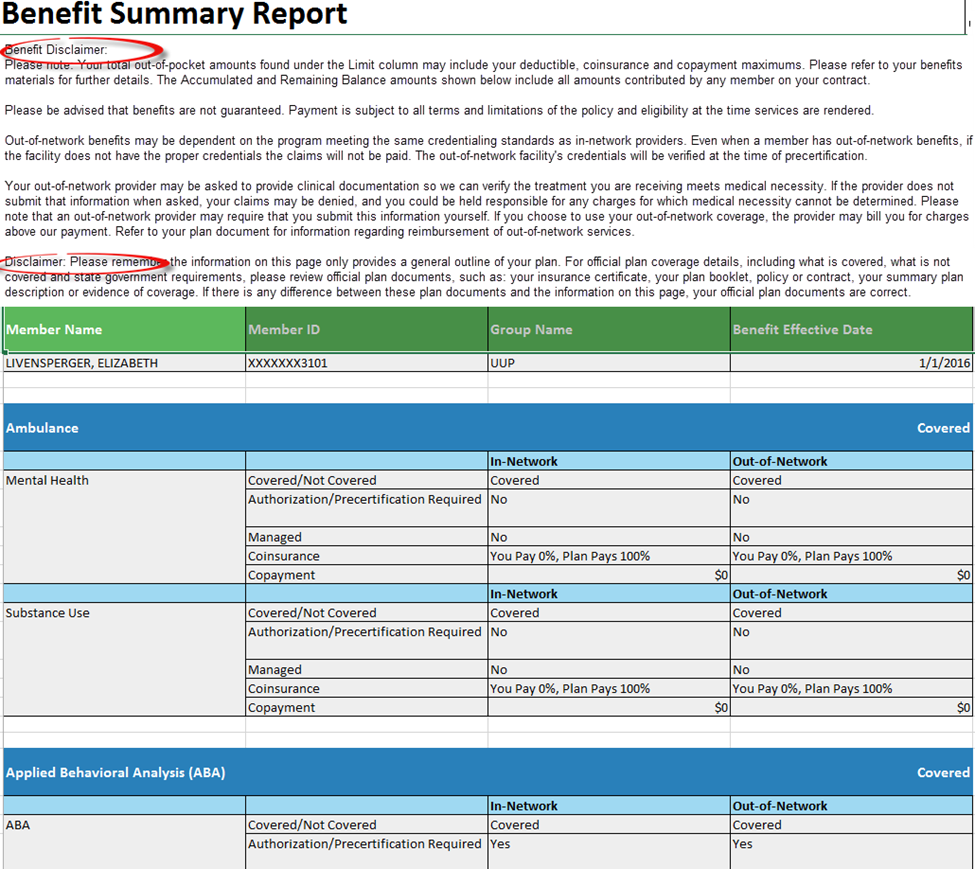 Benefit Summary Report
Benefit Disclaimer:
Please note: Your total out-of-pocket amounts found under the Limit column may include your deductible, coinsurance and copayment maximums. Please refer to your benefits
materials for further details. The Accumulated and Remaining Balance amounts shown below include all amounts contributed by any member on your contract.
Please be advised that benefits are not guaranteed. Payment is subject to all terms and limitations of the policy and eligibility at the time services are rendered.
Out-of-network benefits may be dependent on the program meeting the same credentialing standards as in-network providers. Even when a member has out-of-network benefits, if
the facility does not have the proper credentials the claims will not be paid. The out-of-network facility's credentials will be verified at the time of precertification.
Your out-of-network provider may be asked to provide clinical documentation so we can verify the treatment you are receiving meets medical necessity. If the provider does not
submit that information when asked, your claims may be denied, and you could be held responsible for any charges for which medical necessity cannot be determined. Please
note that an out-of-network provider may require that you submit this information yourself. If you choose to use your out-of-network coverage, the provider may bill you for charges
above our payment. Refer to your plan document for information regarding reimbursement of out-of-network services.
Disclaimer: Please remember the information on this page only provides a general outline of your plan. For official plan coverage details, including what is covered, what is not
covered and state government requirements, please review official plan documents, such as: your insurance certificate, your plan booklet, policy or contract, your summary plan
description or evidence of coverage. If there is any difference between these plan documents and the information on this page, your official plan documents are correct.
Member Name Member ID Group Name Benefit Effective Date
LIVENSPERGER, ELIZABETH XXXXXXX3101 UUP 1/1/2016
Ambulance Covered
In-Network Out-of-Network
Mental Health Covered/Not Covered Covered Covered
Authorization/Precertification Required No No
Managed No No
Coinsurance You Pay 0%, Plan Pays 100% You Pay 0%, Plan Pays 100%
Copayment $0 $0
In-Network Out-of-Network
Substance Use Covered/Not Covered Covered Covered
Authorization/Precertification Required No No
Managed No No
Coinsurance You Pay 0%, Plan Pays 100% You Pay 0%, Plan Pays 100%
Copayment $0 $0
Applied Behavioral Analysis (ABA) Covered
In-Network Out-of-Network
ABA Covered/Not Covered Covered Covered
Authorization/Precertification Required Yes Yes